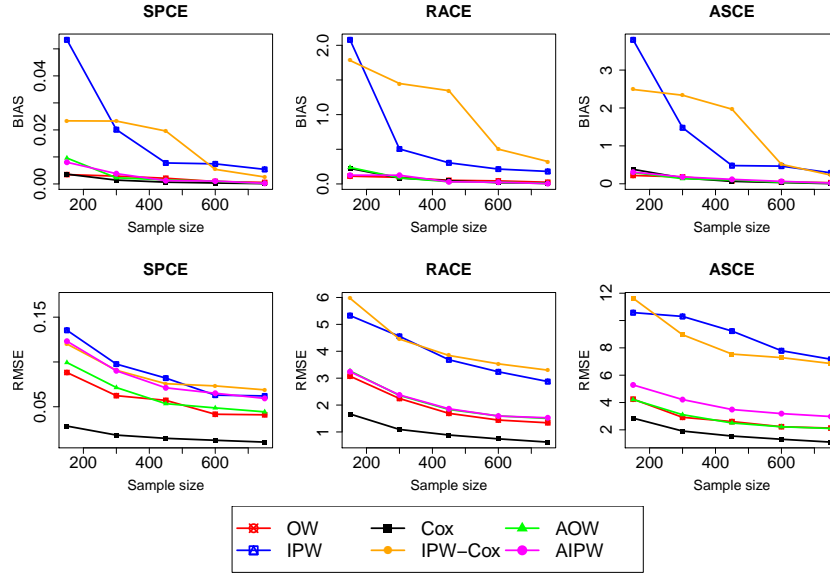 SPCE
RACE
ASCE
BIAS
0.00 0.02 0.04
200 400 600
Sample size
BIAS
0.0 1.0 2.0
200 400 600
Sample size
BIAS
0 1 2 3
200 400 600
Sample size
SPCE
RACE
ASCE
RMSE
0.05 0.15
200 400 600
Sample size
RMSE
1 2 3 4 5 6
200 400 600
Sample size
RMSE
2 4 6 8 12
200 400 600
Sample size
OW Cox AOW
IPW IPW-Cox AIPW